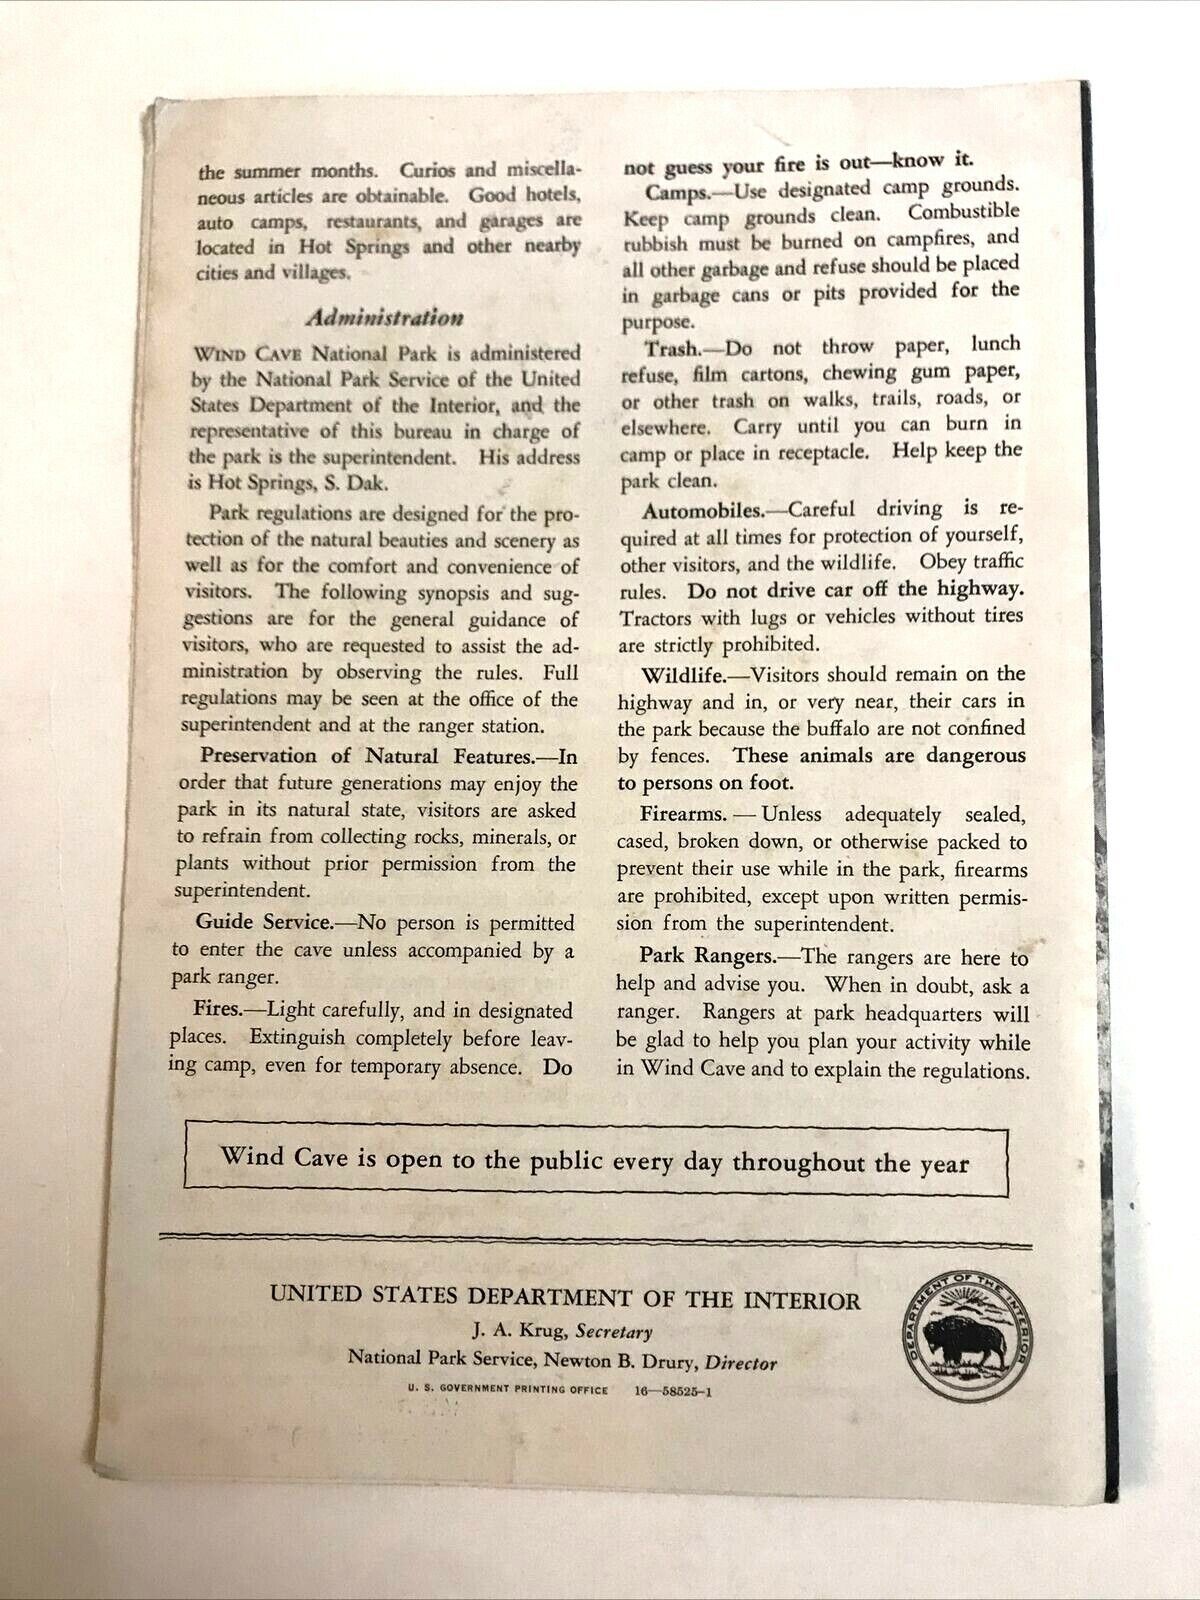 the summer months. Curios and miscella-
neous articles are obtainable. Good hotels,
auto camps, restaurants, and garages are
located in Hot Springs and other nearby
cities and villages.
Administration
WIND CAVE National Park is administered
by the National Park Service of the United
States Department of the Interior, and the
representative of this bureau in charge of
the park is the superintendent. His address
is Hot Springs, S. Dak.
Park regulations are designed for the pro-
tection of the natural beauties and scenery as
well as for the comfort and convenience of
visitors. The following synopsis and sug-
gestions are for the general guidance of
visitors, who are requested to assist the ad-
ministration by observing the rules. Full
regulations may be seen at the office of the
superintendent and at the ranger station.
Preservation of Natural Features.—In
order that future generations may enjoy the
park in its natural state, visitors are asked
to refrain from collecting rocks, minerals, or
plants without prior permission from the
superintendent.
Guide Service.—No person is permitted
to enter the cave unless accompanied by a
park ranger.
Fires.—Light carefully, and in designated
places. Extinguish completely before leav-
ing camp, even for temporary absence. Do
not guess your fire is out—know it.
Camps.—Use designated camp grounds.
Keep camp grounds clean. Combustible
rubbish must be burned on campfires, and
all other garbage and refuse should be placed
in garbage cans or pits provided for the
purpose.
Trash.—Do not throw paper, lunch
refuse, film cartons, chewing gum paper,
or other trash on walks, trails, roads, or
elsewhere. Carry until you can burn in
camp or place in receptacle. Help keep the
park clean.
Automobiles.—Careful driving is re-
quired at all times for protection of yourself,
other visitors, and the wildlife. Obey traffic
rules. Do not drive car off the highway.
Tractors with lugs or vehicles without tires
are strictly prohibited.
Wildlife.—Visitors should remain on the
highway and in, or very near, their cars in
the park because the buffalo are not confined
by fences. These animals are dangerous
to persons on foot.
Firearms. — Unless adequately sealed,
cased, broken down, or otherwise packed to
prevent their use while in the park, firearms
are prohibited, except upon written permis-
sion from the superintendent.
Park Rangers.—The rangers are here to
help and advise you. When in doubt, ask a
ranger. Rangers at park headquarters will
be glad to help you plan your activity while
in Wind Cave and to explain the regulations.
Wind Cave is open to the public every day throughout the year
UNITED STATES DEPARTMENT OF THE INTERIOR
J. A. Krug, Secretary
National Park Service, Newton B. Drury, Director
U. S. GOVERNMENT PRINTING OFFICE 16—58525-1
DEPARTMENT OF THE INTERIOR